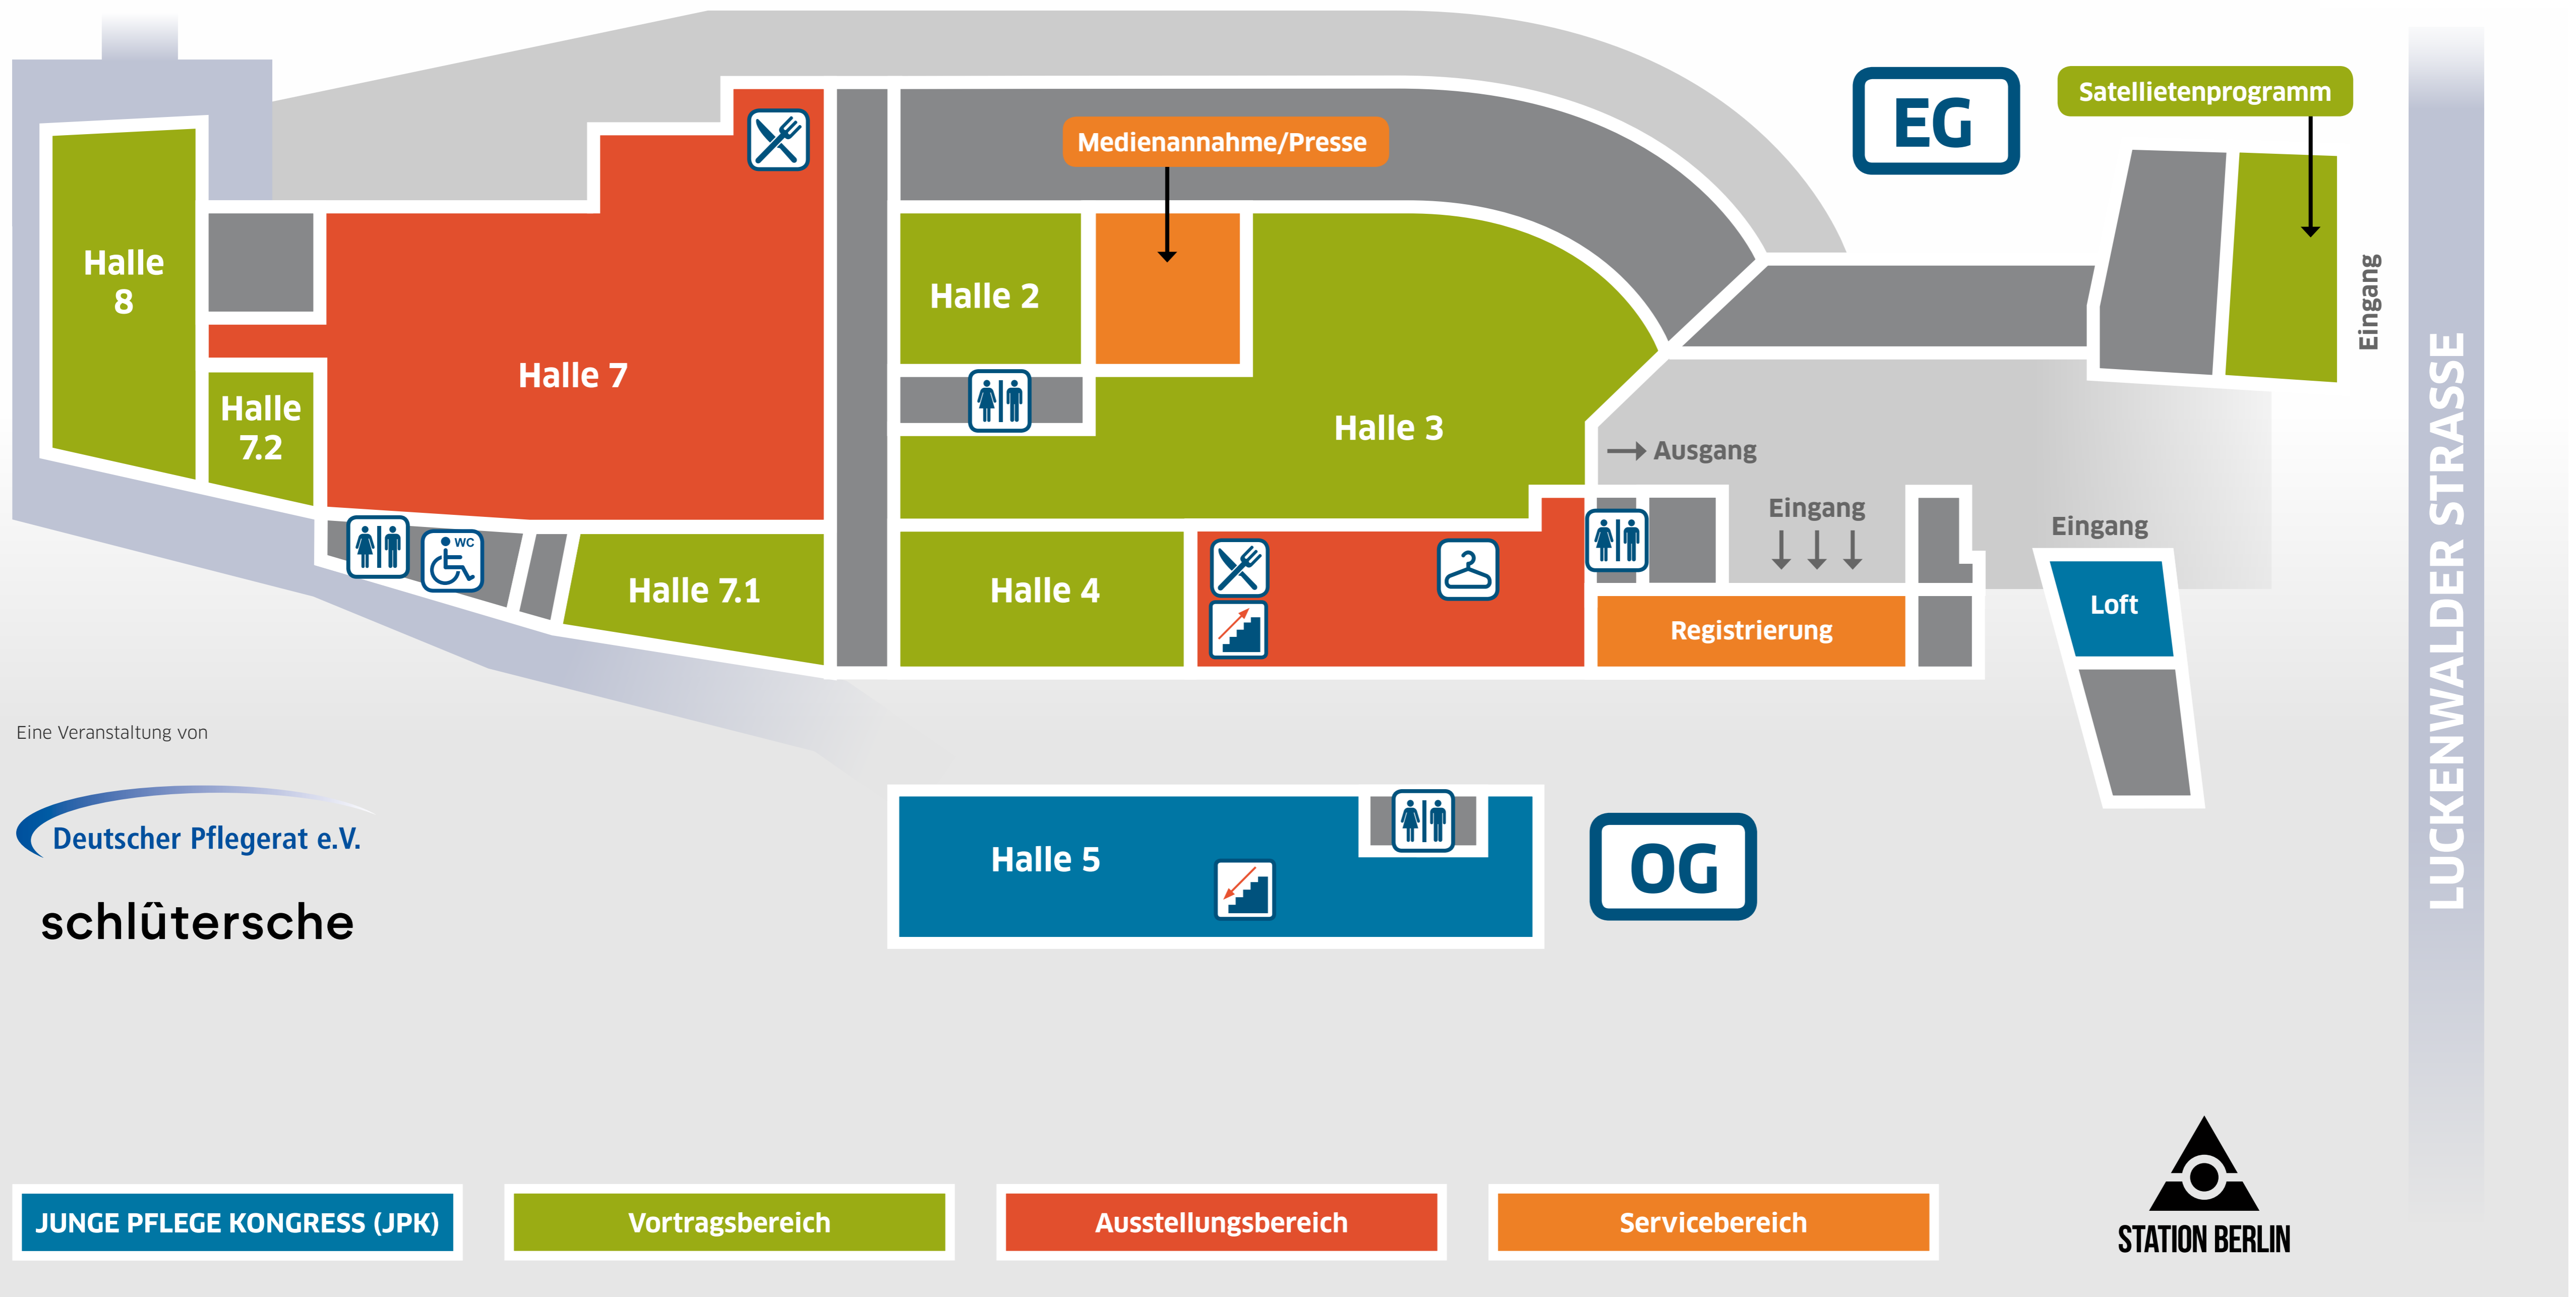 EG
Satellietenprogramm
Medienannahme/Presse
Halle
8
Halle 2
Eingang
Halle 7
Halle
7.2
Halle 3
Ausgang
Eingang
Eingang
WC
Halle 7.1
Halle 4
Registrierung
Loft
LUCKENWALDER STRASSE
Eine Veranstaltung von
Deutscher Pflegerat e.V.
schlûtersche
Halle 5
OG
JUNGE PFLEGE KONGRESS (JPK)
Vortragsbereich
Ausstellungsbereich
Servicebereich
STATION BERLIN